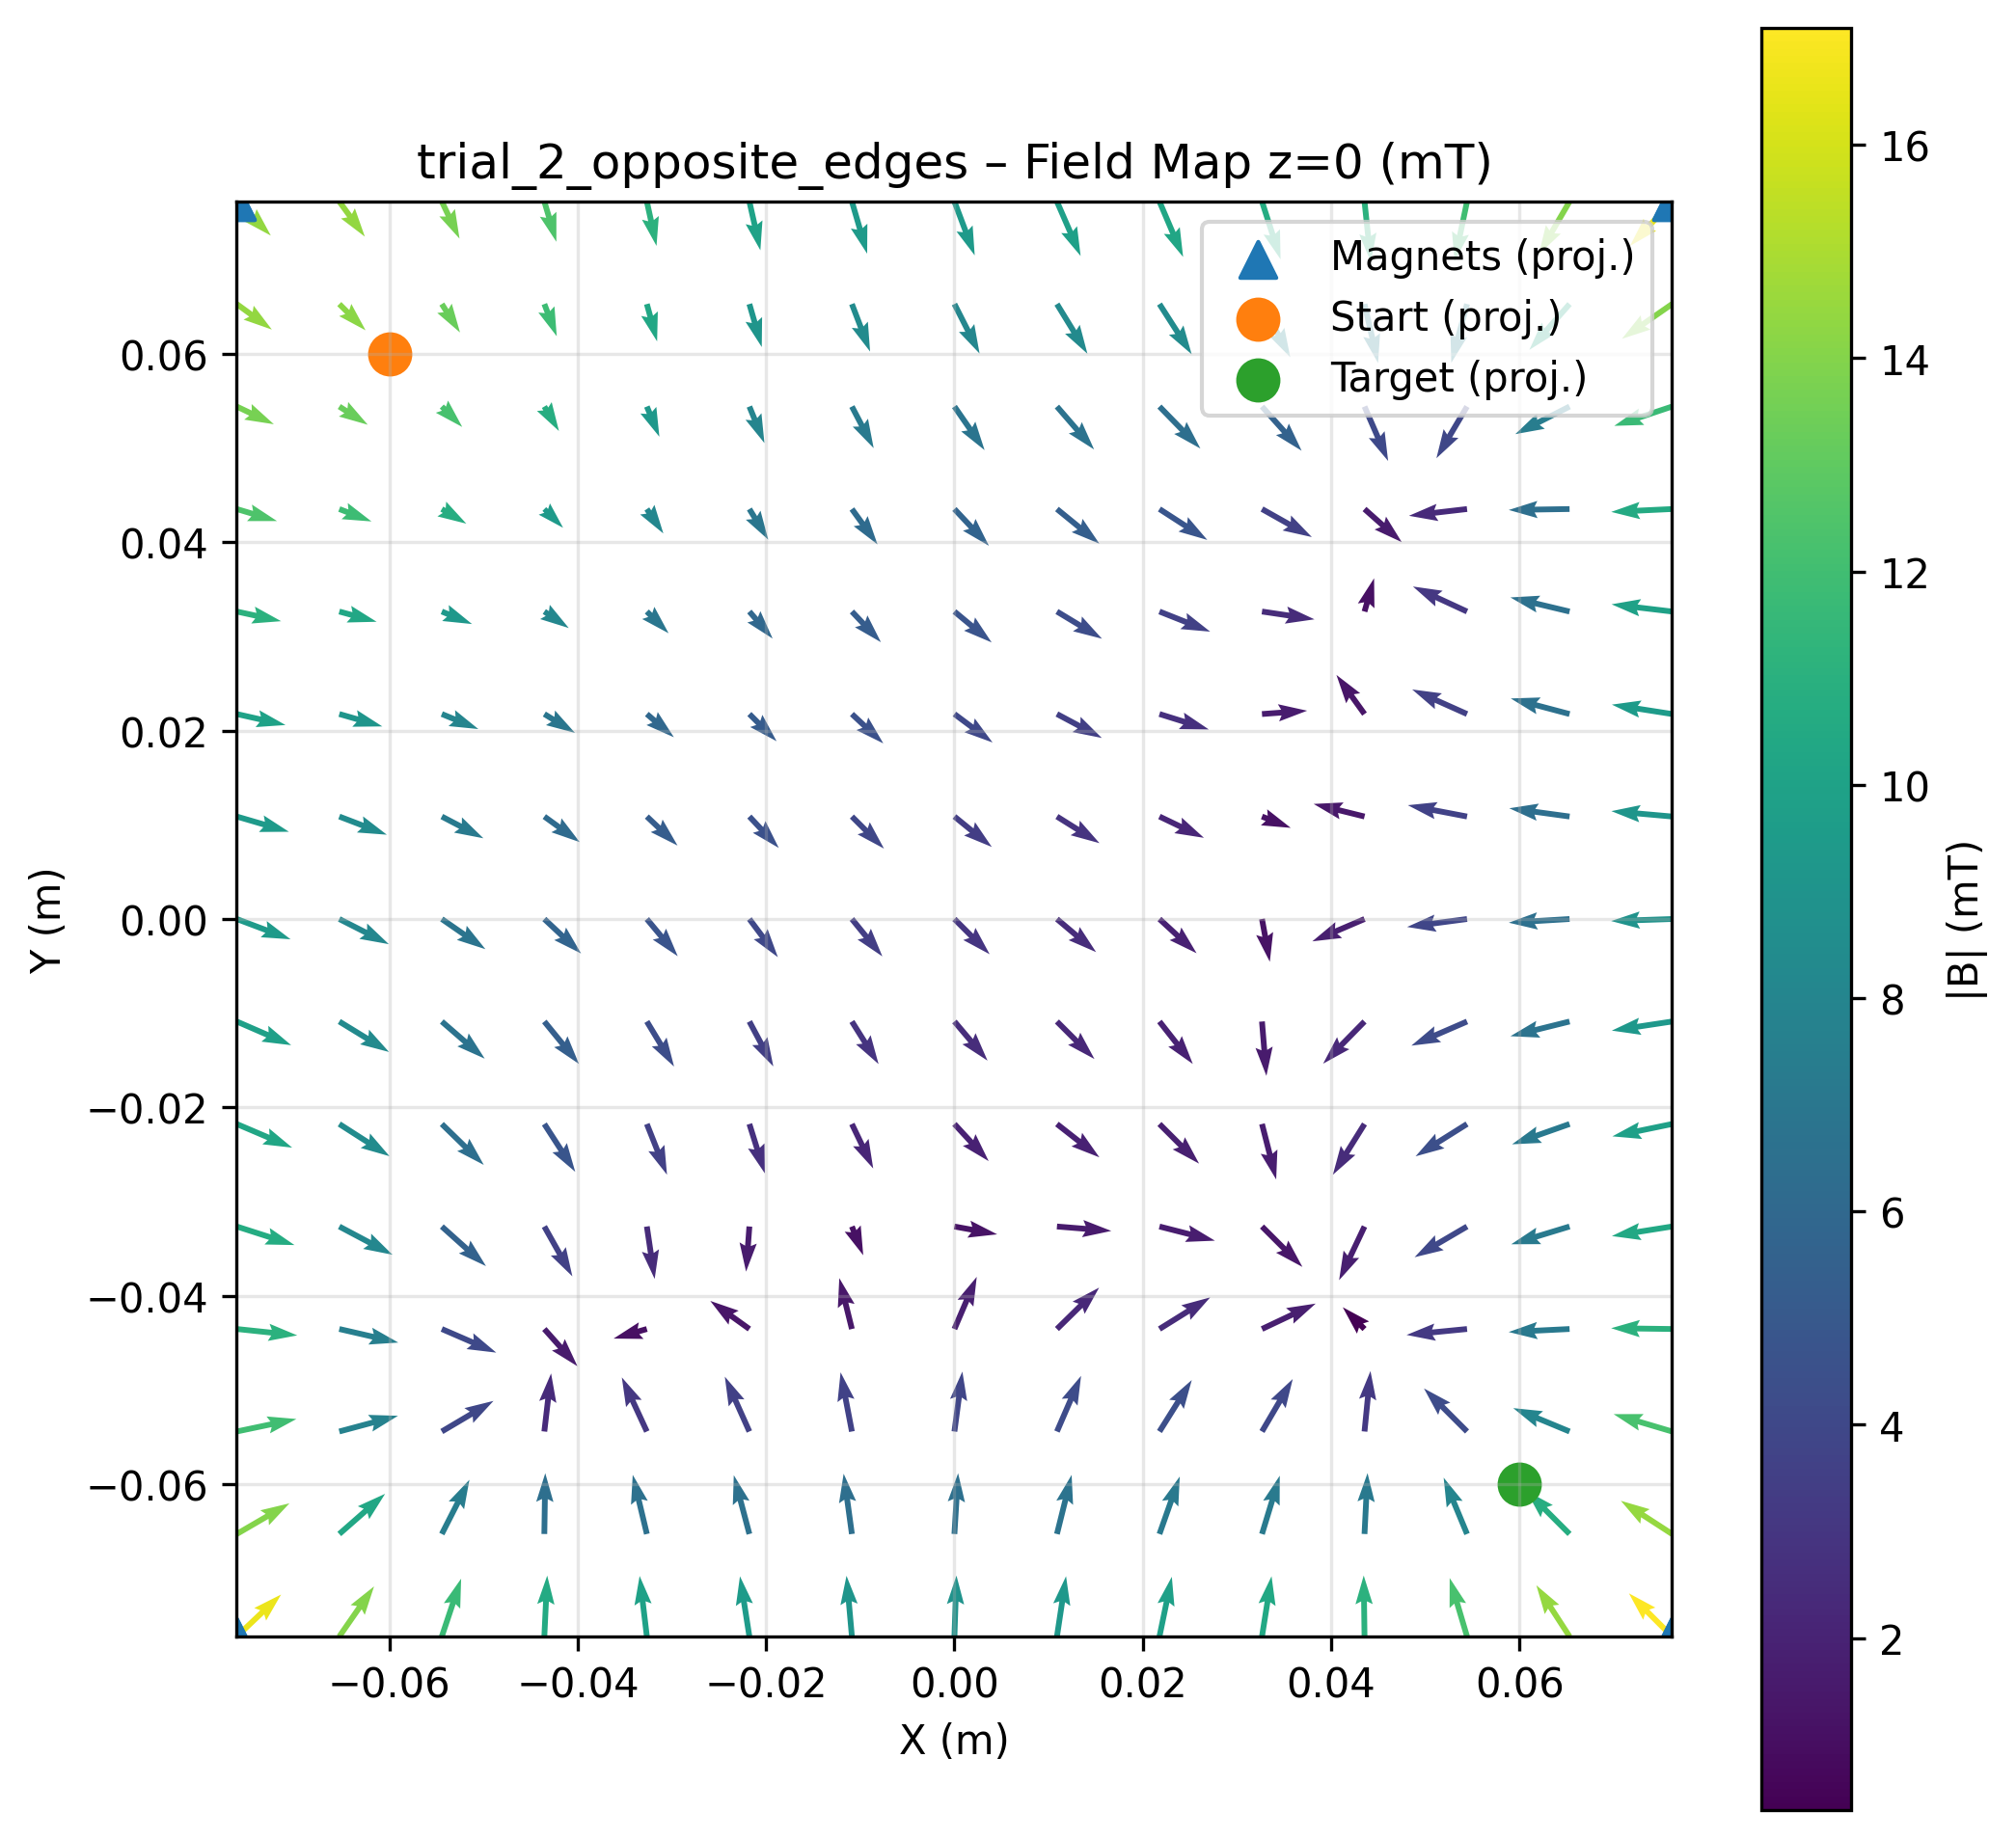 trial_2_opposite_edges – Field Map z=0 (mT)
Magnets (proj.)
Start (proj.)
Target (proj.)
Y (m)
0.06
0.04
0.02
0.00
−0.02
−0.04
−0.06
−0.06 −0.04 −0.02 0.00 0.02 0.04 0.06
X (m)
16
14
12
10
8
6
4
2
|B| (mT)